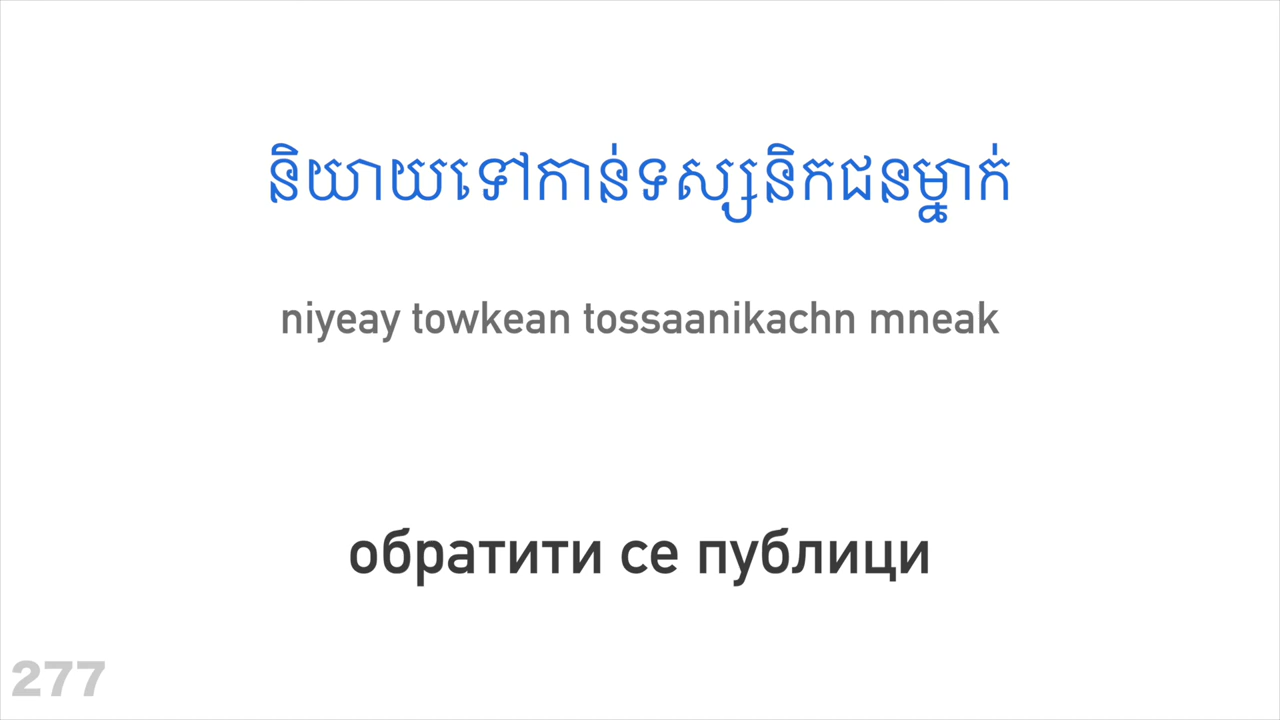 និយាយទៅកាន់ទស្សនិកជនម្នាក់
niyeay towkean tossaanikachn mneak
обратити се публици
277